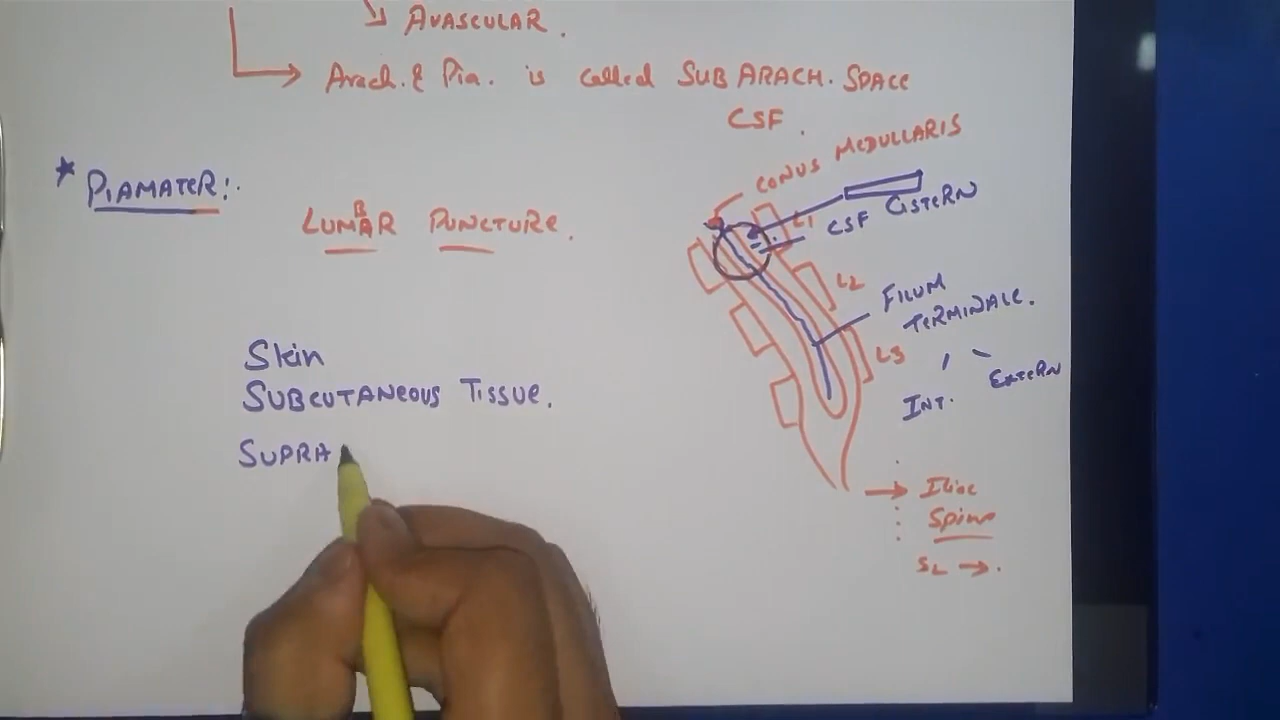 AVASCULAR.
Arach. & Pia. is called SUB ARACH. SPACE
CSF.
CONUS MEDULLARIS
* PIAMATER:.
LUMBAR PUNCTURE.
L1
CSF CISTERN
L2
FILUM TERMINALE.
L3
INT. EXTERN
Skin
SUBCUTANEOUS TISSUE.
SUPRA
Iliac
Spine